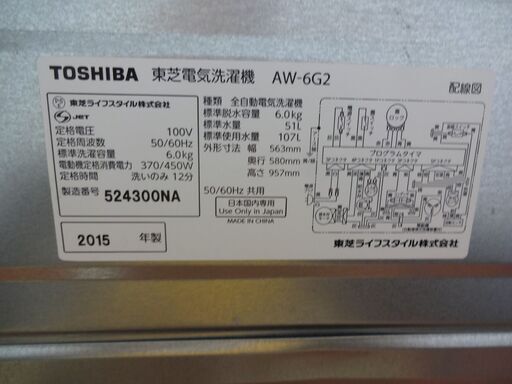 TOSHIBA 東芝電気洗濯機 AW-6G2
配線図
東芝ライフスタイル株式会社
JET
定格電圧 100V
定格周波数 50/60Hz
標準洗濯容量 6.0kg
電動機定格消費電力 370/450W
定格時間 洗いのみ 12分
製造番号 524300NA
2015 年製
種類 全自動電気洗濯機
標準脱水容量 6.0kg
標準水量 51L
標準使用水量 107L
外形寸法 幅 563mm
奥行 580mm
高さ 957mm
50/60Hz 共用
日本国内専用
Use Only in Japan
MADE IN CHINA
プログラムタイマ
東芝ライフスタイル株式会社